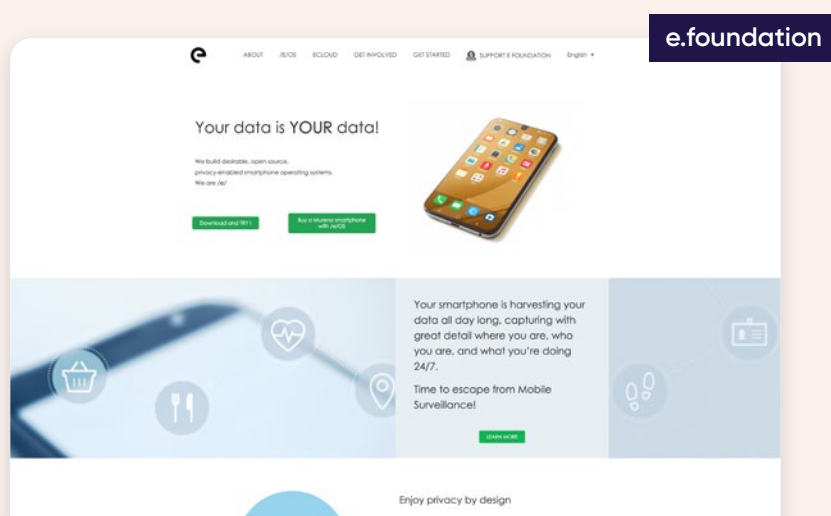 e.foundation
e
ABOUT /E/OS ECLOUD GET INVOLVED GET STARTED SUPPORT E FOUNDATION English
Your data is YOUR data!
We build desirable, open source,
privacy-enabled smartphone operating systems.
We are /e/
Download and TRY !
Buy a Murena smartphone
with /e/OS
Your smartphone is harvesting your
data all day long, capturing with
great detail where you are, who
you are, and what you're doing
24/7.
Time to escape from Mobile
Surveillance!
LEARN MORE
Enjoy privacy by design